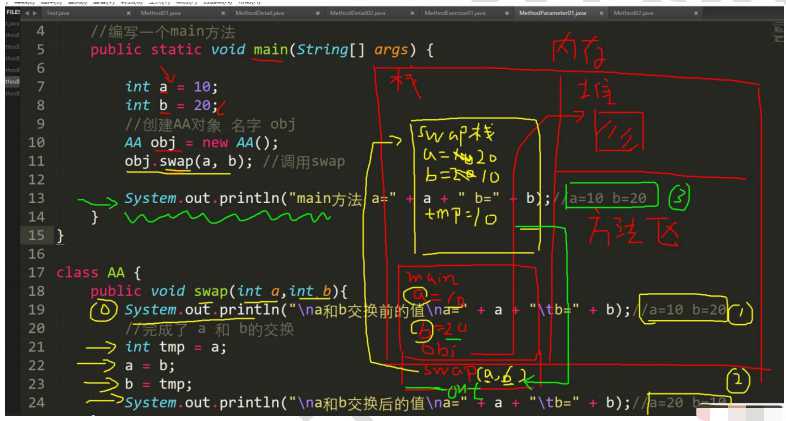 Test.java Method01.java MethodDetail.java MethodDetail02.java MethodExercise01.java MethodParameter01.java Method02.java
4 //编写一个main方法
5 public static void main(String[] args) {
6
7 int a = 10;
8 int b = 20;
9 //创建AA对象 名字 obj
10 AA obj = new AA();
11 obj.swap(a, b); //调用swap
12
13 System.out.println("main方法 a=" + a + " b=" + b);//a=10 b=20 ③
14 }
15 }
16
17 class AA {
18 public void swap(int a,int b){
19 System.out.println("\na和b交换前的值\na=" + a + "\tb=" + b);//a=10 b=20 ①
20 //完成了 a 和 b的交换
21 int tmp = a;
22 a = b;
23 b = tmp;
24 System.out.println("\na和b交换后的值\na=" + a + "\tb=" + b);//a=20 b=10 ②
内存
栈
堆
swap栈
a=20
b=10
tmp=10
方法区
main
a=10
b=20
obj
swap(a,b)
out